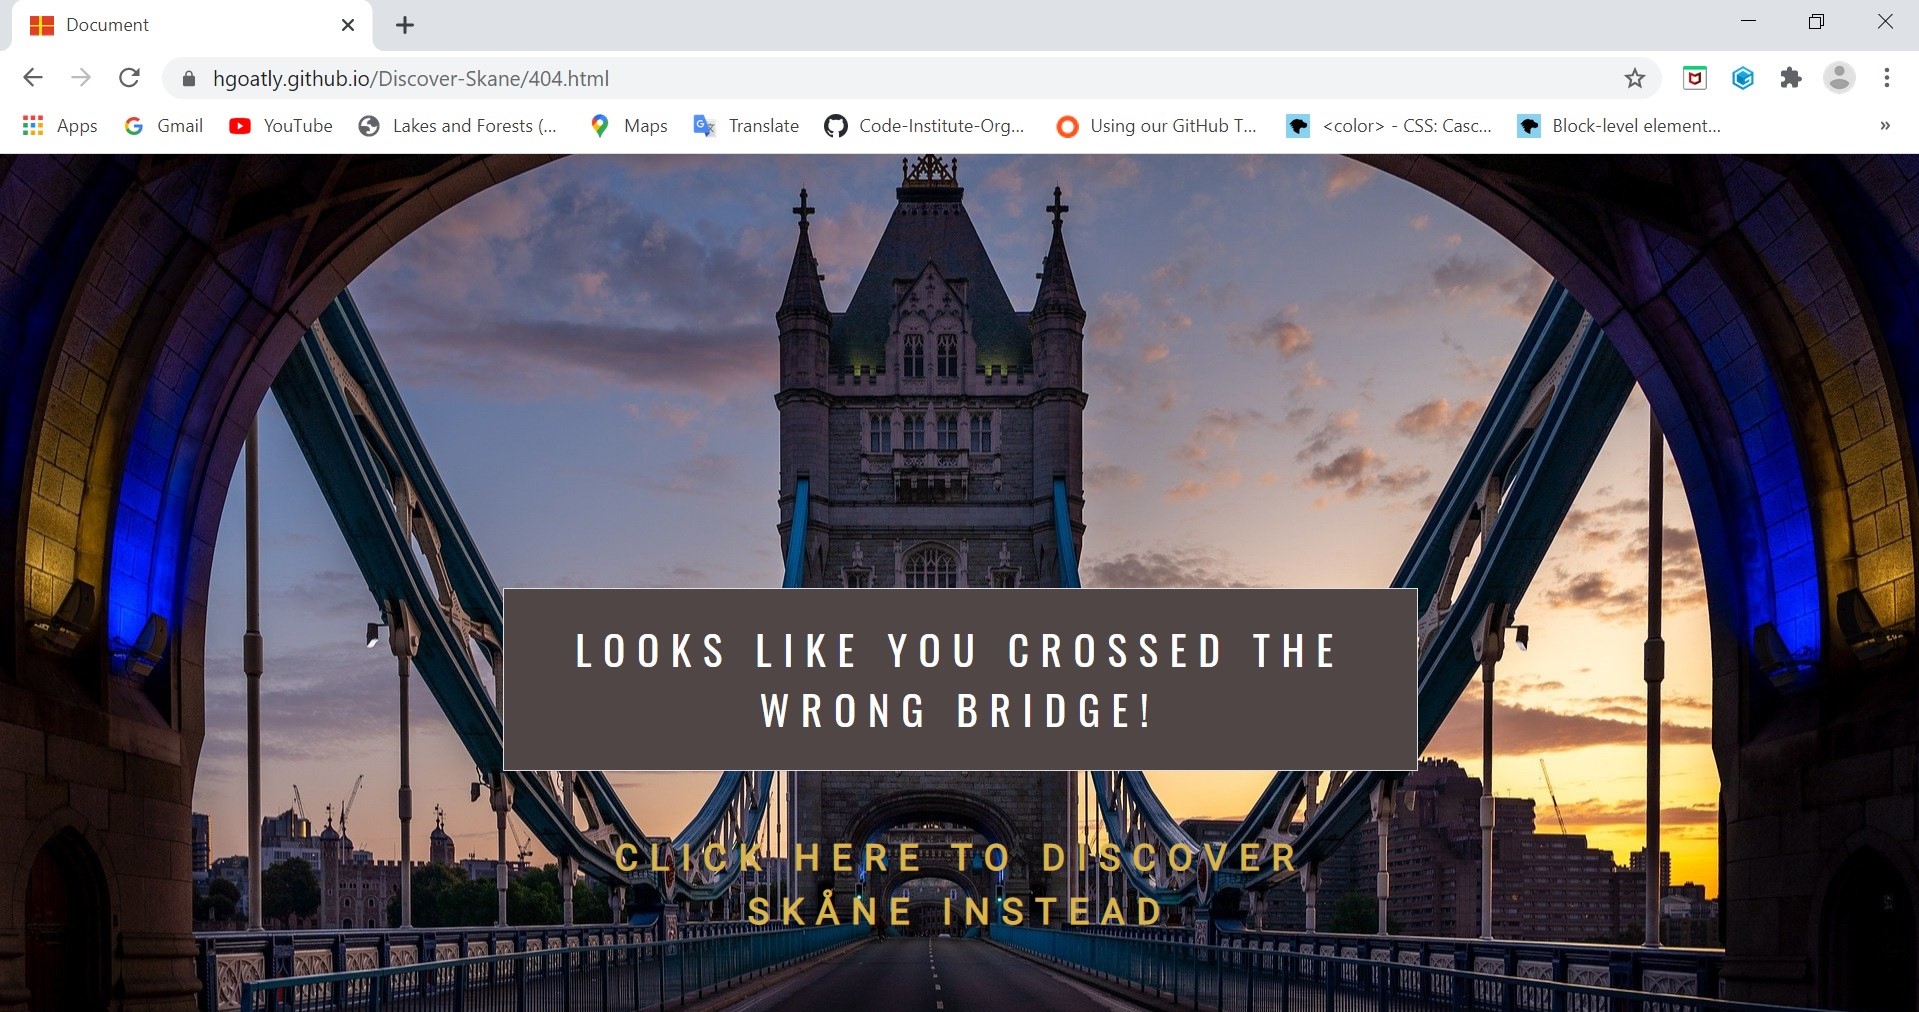 Document
hgoatly.github.io/Discover-Skane/404.html
Apps Gmail YouTube Lakes and Forests (... Maps Translate Code-Institute-Org... Using our GitHub T... <color> - CSS: Casc... Block-level element... »
LOOKS LIKE YOU CROSSED THE
WRONG BRIDGE!
CLICK HERE TO DISCOVER
SKÅNE INSTEAD